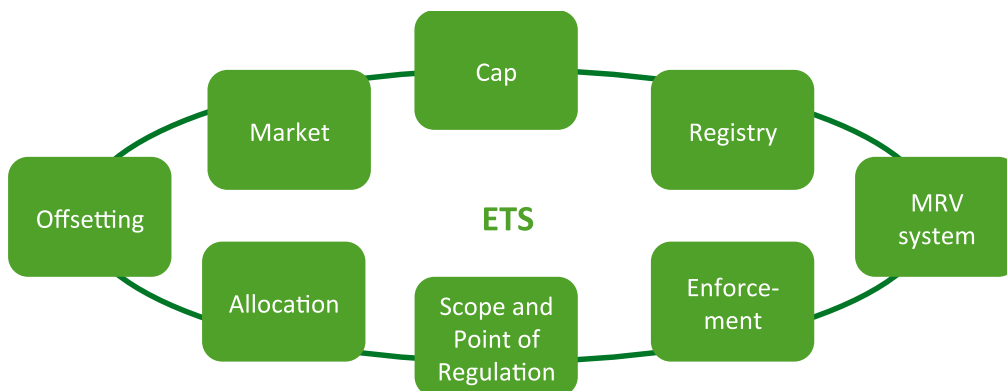 Cap
Market
Registry
Offsetting
ETS
MRV
system
Allocation
Scope and
Point of
Regulation
Enforce-
ment